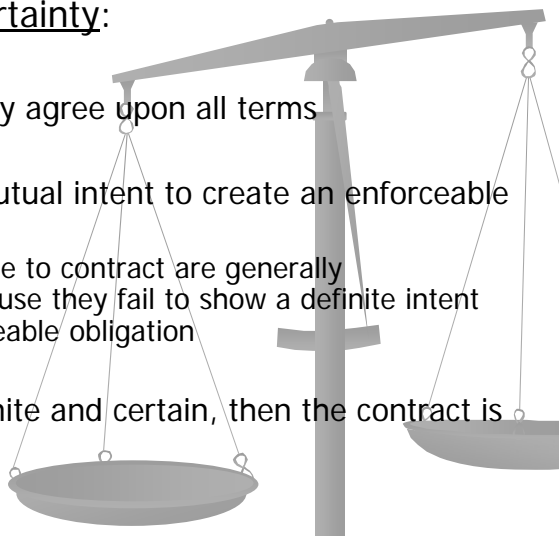 rtainty:
y agree upon all terms
utual intent to create an enforceable
e to contract are generally
use they fail to show a definite intent
eable obligation
nite and certain, then the contract is